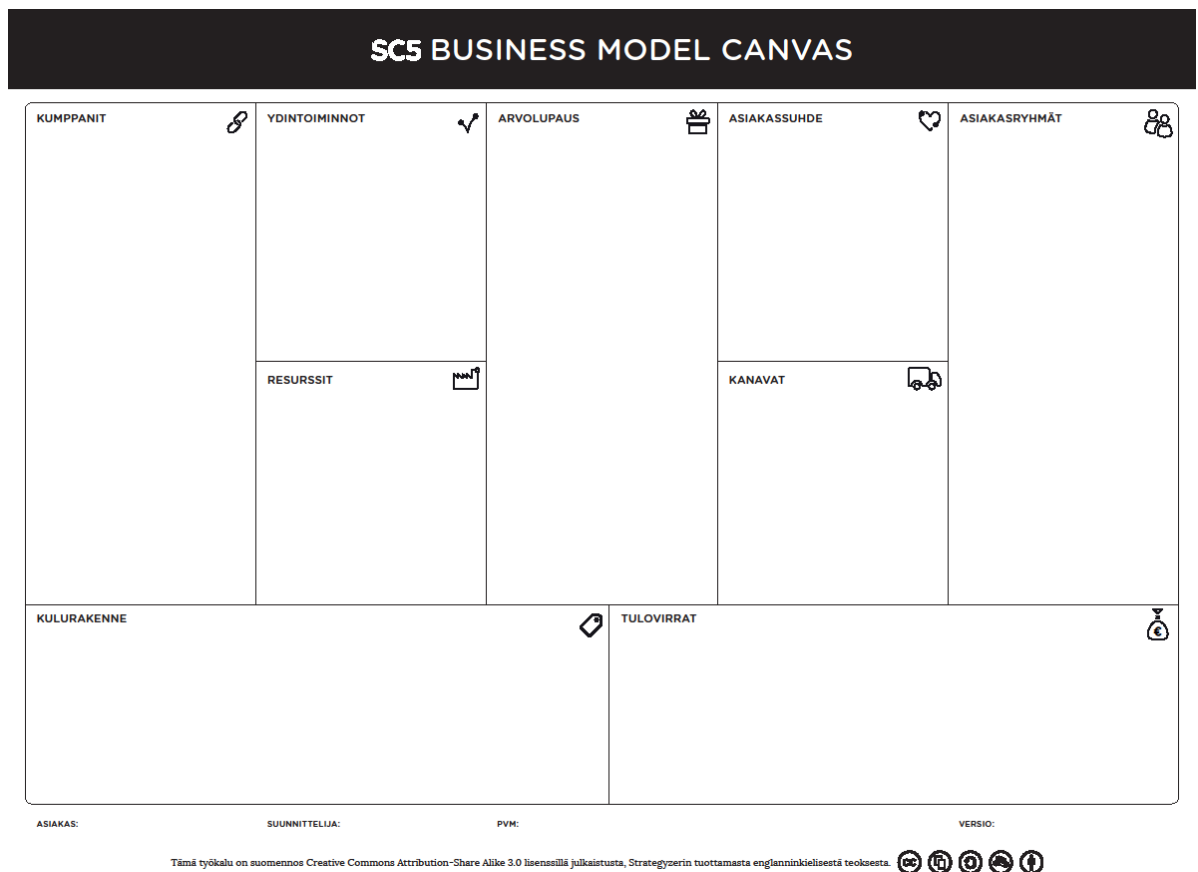 SC5 BUSINESS MODEL CANVAS
KUMPPANIT
YDINTOIMINNOT
ARVOLUPAUS
ASIAKASSUHDE
ASIAKASRYHMÄT
RESURSSIT
KANAVAT
KULURAKENNE
TULOVIRRAT
€
ASIAKAS:
SUUNNITTELIJA:
PVM:
VERSIO:
Tämä työkalu on suomennos Creative Commons Attribution-Share Alike 3.0 lisenssillä julkaistusta, Strategyzerin tuottamasta englanninkielisestä teoksesta.
cc